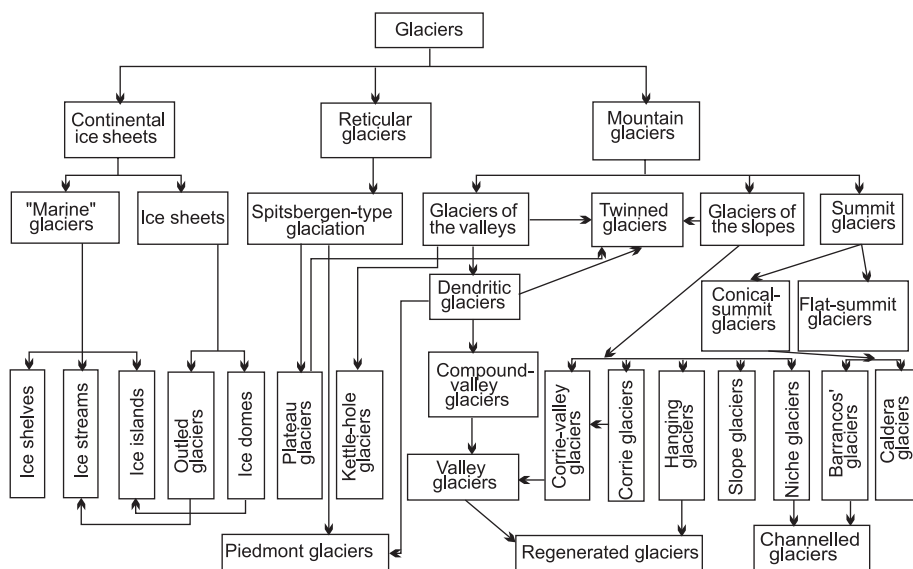 Glaciers
Continental
ice sheets
Reticular
glaciers
Mountain
glaciers
"Marine"
glaciers
Ice sheets
Spitsbergen-type
glaciation
Glaciers of
the valleys
Twinned
glaciers
Glaciers of
the slopes
Summit
glaciers
Dendritic
glaciers
Conical-
summit
glaciers
Flat-summit
glaciers
Compound-
valley
glaciers
Ice shelves
Ice streams
Ice islands
Outled
glaciers
Ice domes
Plateau
glaciers
Kettle-hole
glaciers
Corrie-valley
glaciers
Corrie glaciers
Hanging
glaciers
Slope glaciers
Niche glaciers
Barrancos'
glaciers
Caldera
glaciers
Valley
glaciers
Piedmont glaciers
Regenerated glaciers
Channelled
glaciers